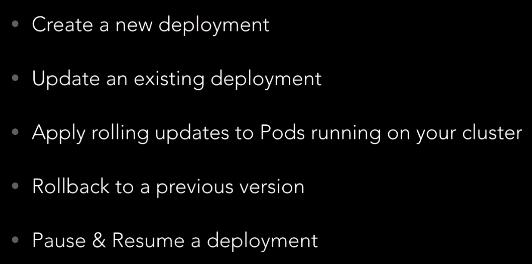 • Create a new deployment
• Update an existing deployment
• Apply rolling updates to Pods running on your cluster
• Rollback to a previous version
• Pause & Resume a deployment